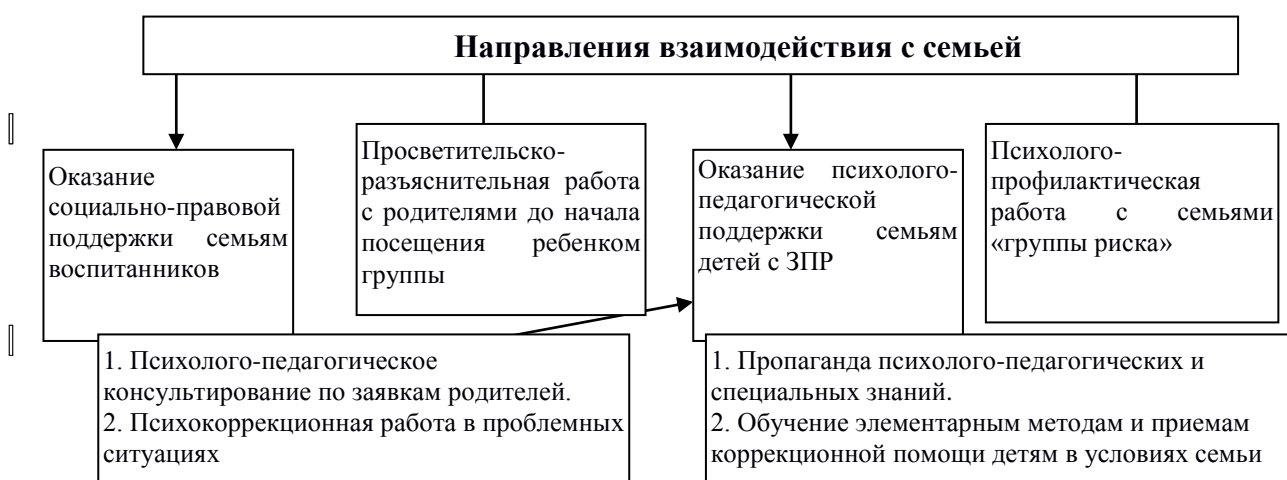 Направления взаимодействия с семьей
Оказание
социально-правовой
поддержки семьям
воспитанников
Просветительско-
разъяснительная работа
с родителями до начала
посещения ребенком
группы
Оказание психолого-
педагогической
поддержки семьям
детей с ЗПР
Психолого-
профилактическая
работа с семьями
«группы риска»
1. Психолого-педагогическое
консультирование по заявкам родителей.
2. Психокоррекционная работа в проблемных
ситуациях
1. Пропаганда психолого-педагогических и
специальных знаний.
2. Обучение элементарным методам и приемам
коррекционной помощи детям в условиях семьи